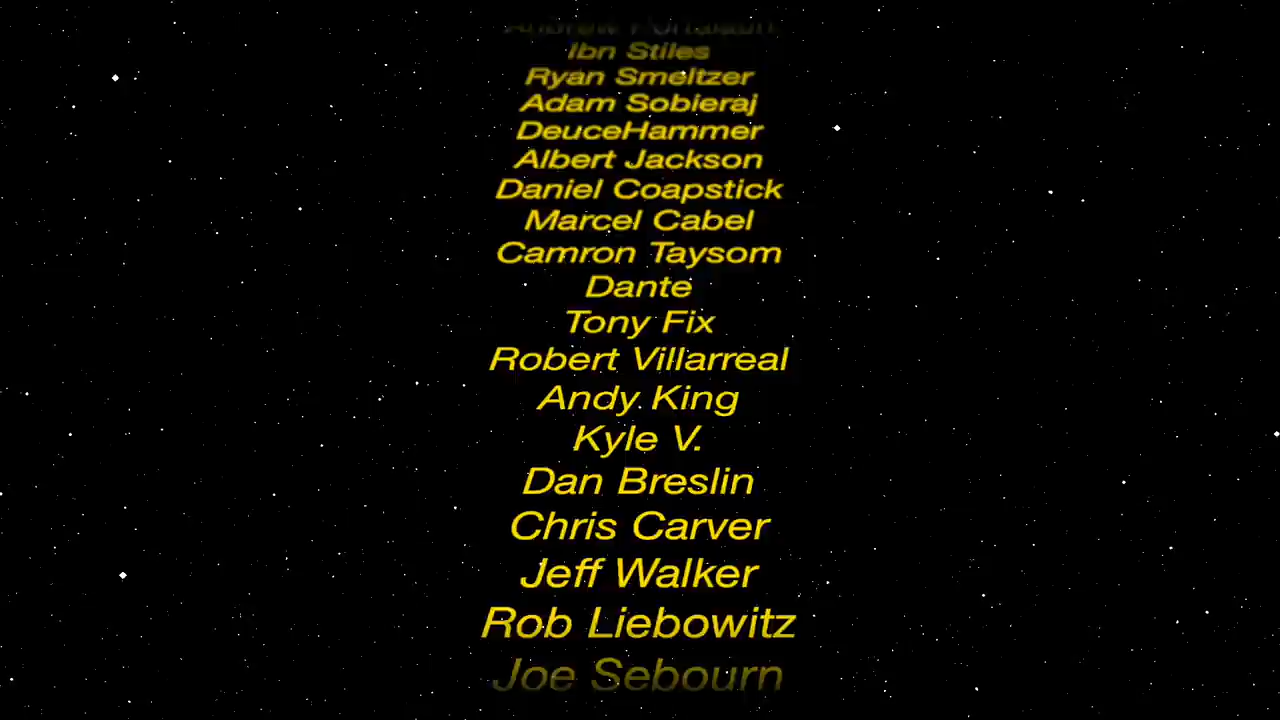 Ibn Stiles
Ryan Smeltzer
Adam Sobieraj
DeuceHammer
Albert Jackson
Daniel Coapstick
Marcel Cabel
Camron Taysom
Dante
Tony Fix
Robert Villarreal
Andy King
Kyle V.
Dan Breslin
Chris Carver
Jeff Walker
Rob Liebowitz
Joe Sebourn